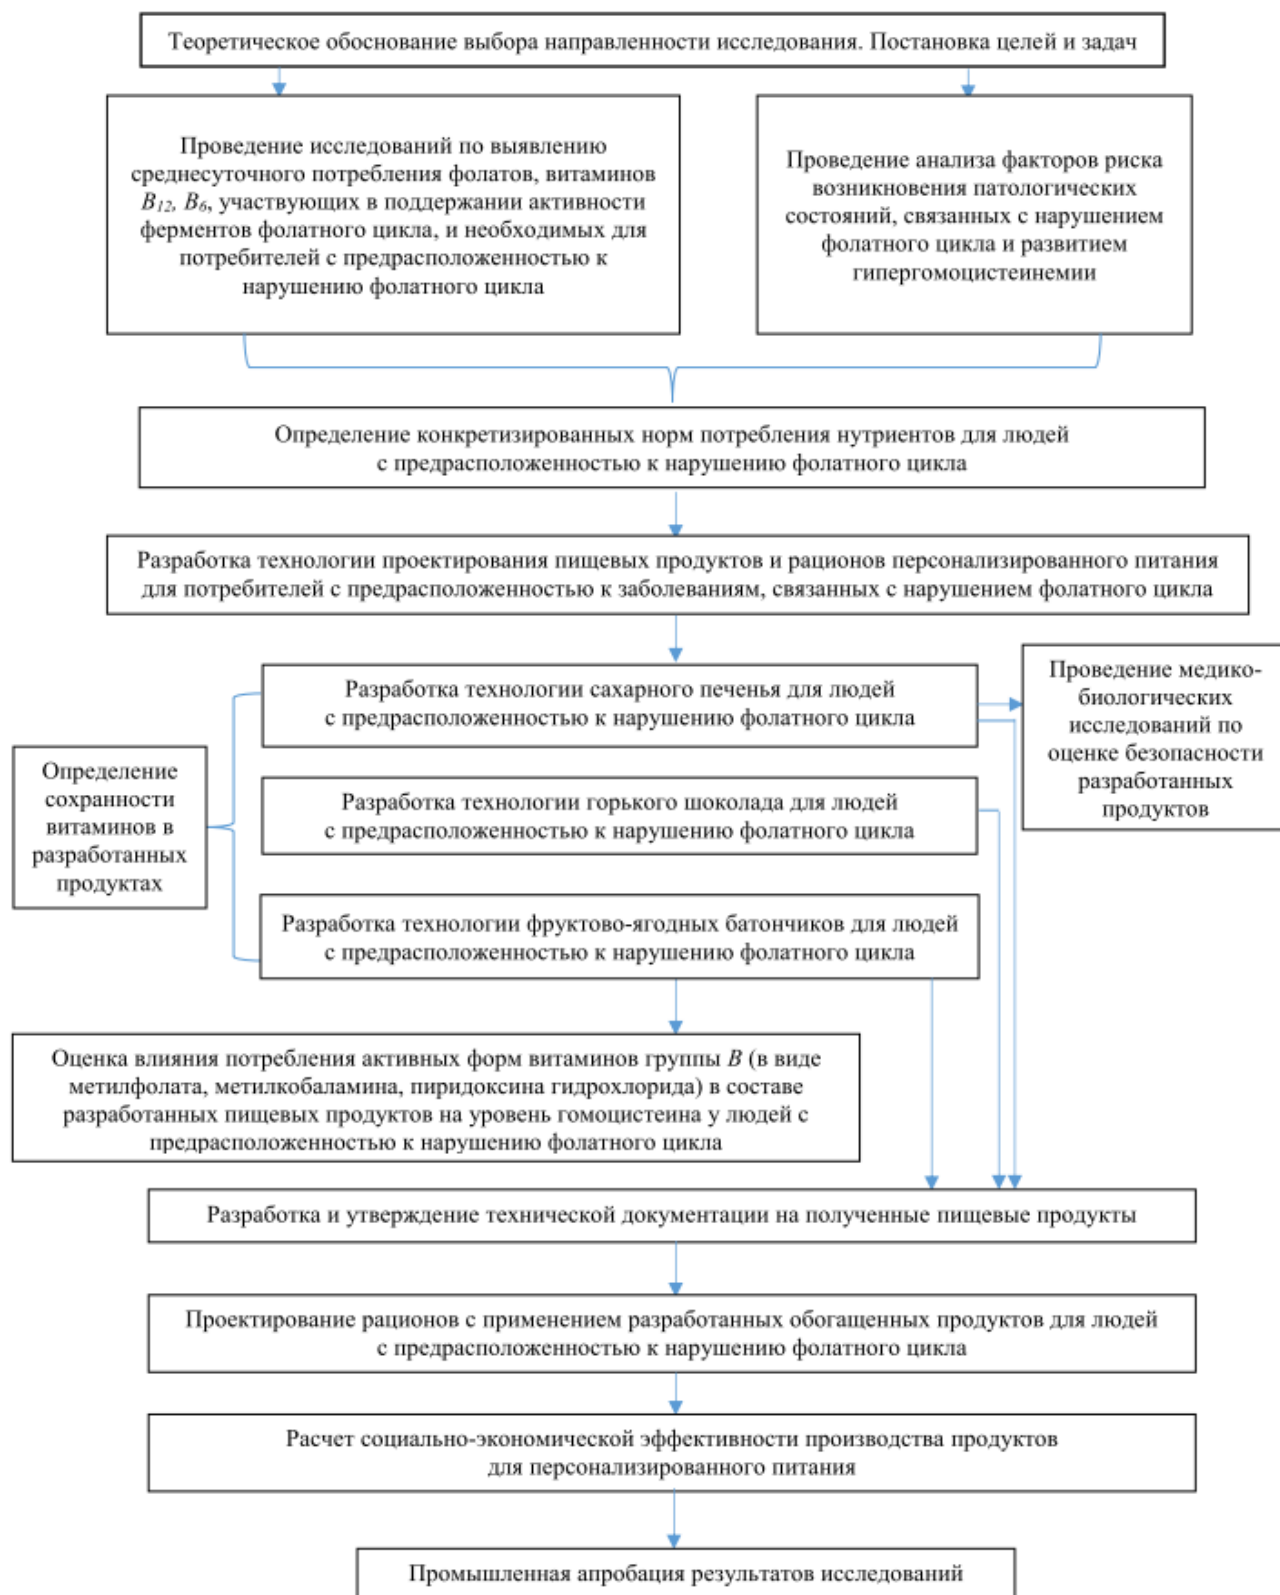 Теоретическое обоснование выбора направленности исследования. Постановка целей и задач
Проведение исследований по выявлению
среднесуточного потребления фолатов, витаминов
B12, B6, участвующих в поддержании активности
ферментов фолатного цикла, и необходимых для
потребителей с предрасположенностью к
нарушению фолатного цикла
Проведение анализа факторов риска
возникновения патологических
состояний, связанных с нарушением
фолатного цикла и развитием
гипергомоцистеинемии
Определение конкретизированных норм потребления нутриентов для людей
с предрасположенностью к нарушению фолатного цикла
Разработка технологии проектирования пищевых продуктов и рационов персонализированного питания
для потребителей с предрасположенностью к заболеваниям, связанных с нарушением фолатного цикла
Разработка технологии сахарного печенья для людей
с предрасположенностью к нарушению фолатного цикла
Проведение медико-
биологических
исследований по
оценке безопасности
разработанных
продуктов
Определение
сохранности
витаминов в
разработанных
продуктах
Разработка технологии горького шоколада для людей
с предрасположенностью к нарушению фолатного цикла
Разработка технологии фруктово-ягодных батончиков для людей
с предрасположенностью к нарушению фолатного цикла
Оценка влияния потребления активных форм витаминов группы B (в виде
метилфолата, метилкобаламина, пиридоксина гидрохлорида) в составе
разработанных пищевых продуктов на уровень гомоцистеина у людей с
предрасположенностью к нарушению фолатного цикла
Разработка и утверждение технической документации на полученные пищевые продукты
Проектирование рационов с применением разработанных обогащенных продуктов для людей
с предрасположенностью к нарушению фолатного цикла
Расчет социально-экономической эффективности производства продуктов
для персонализированного питания
Промышленная апробация результатов исследований